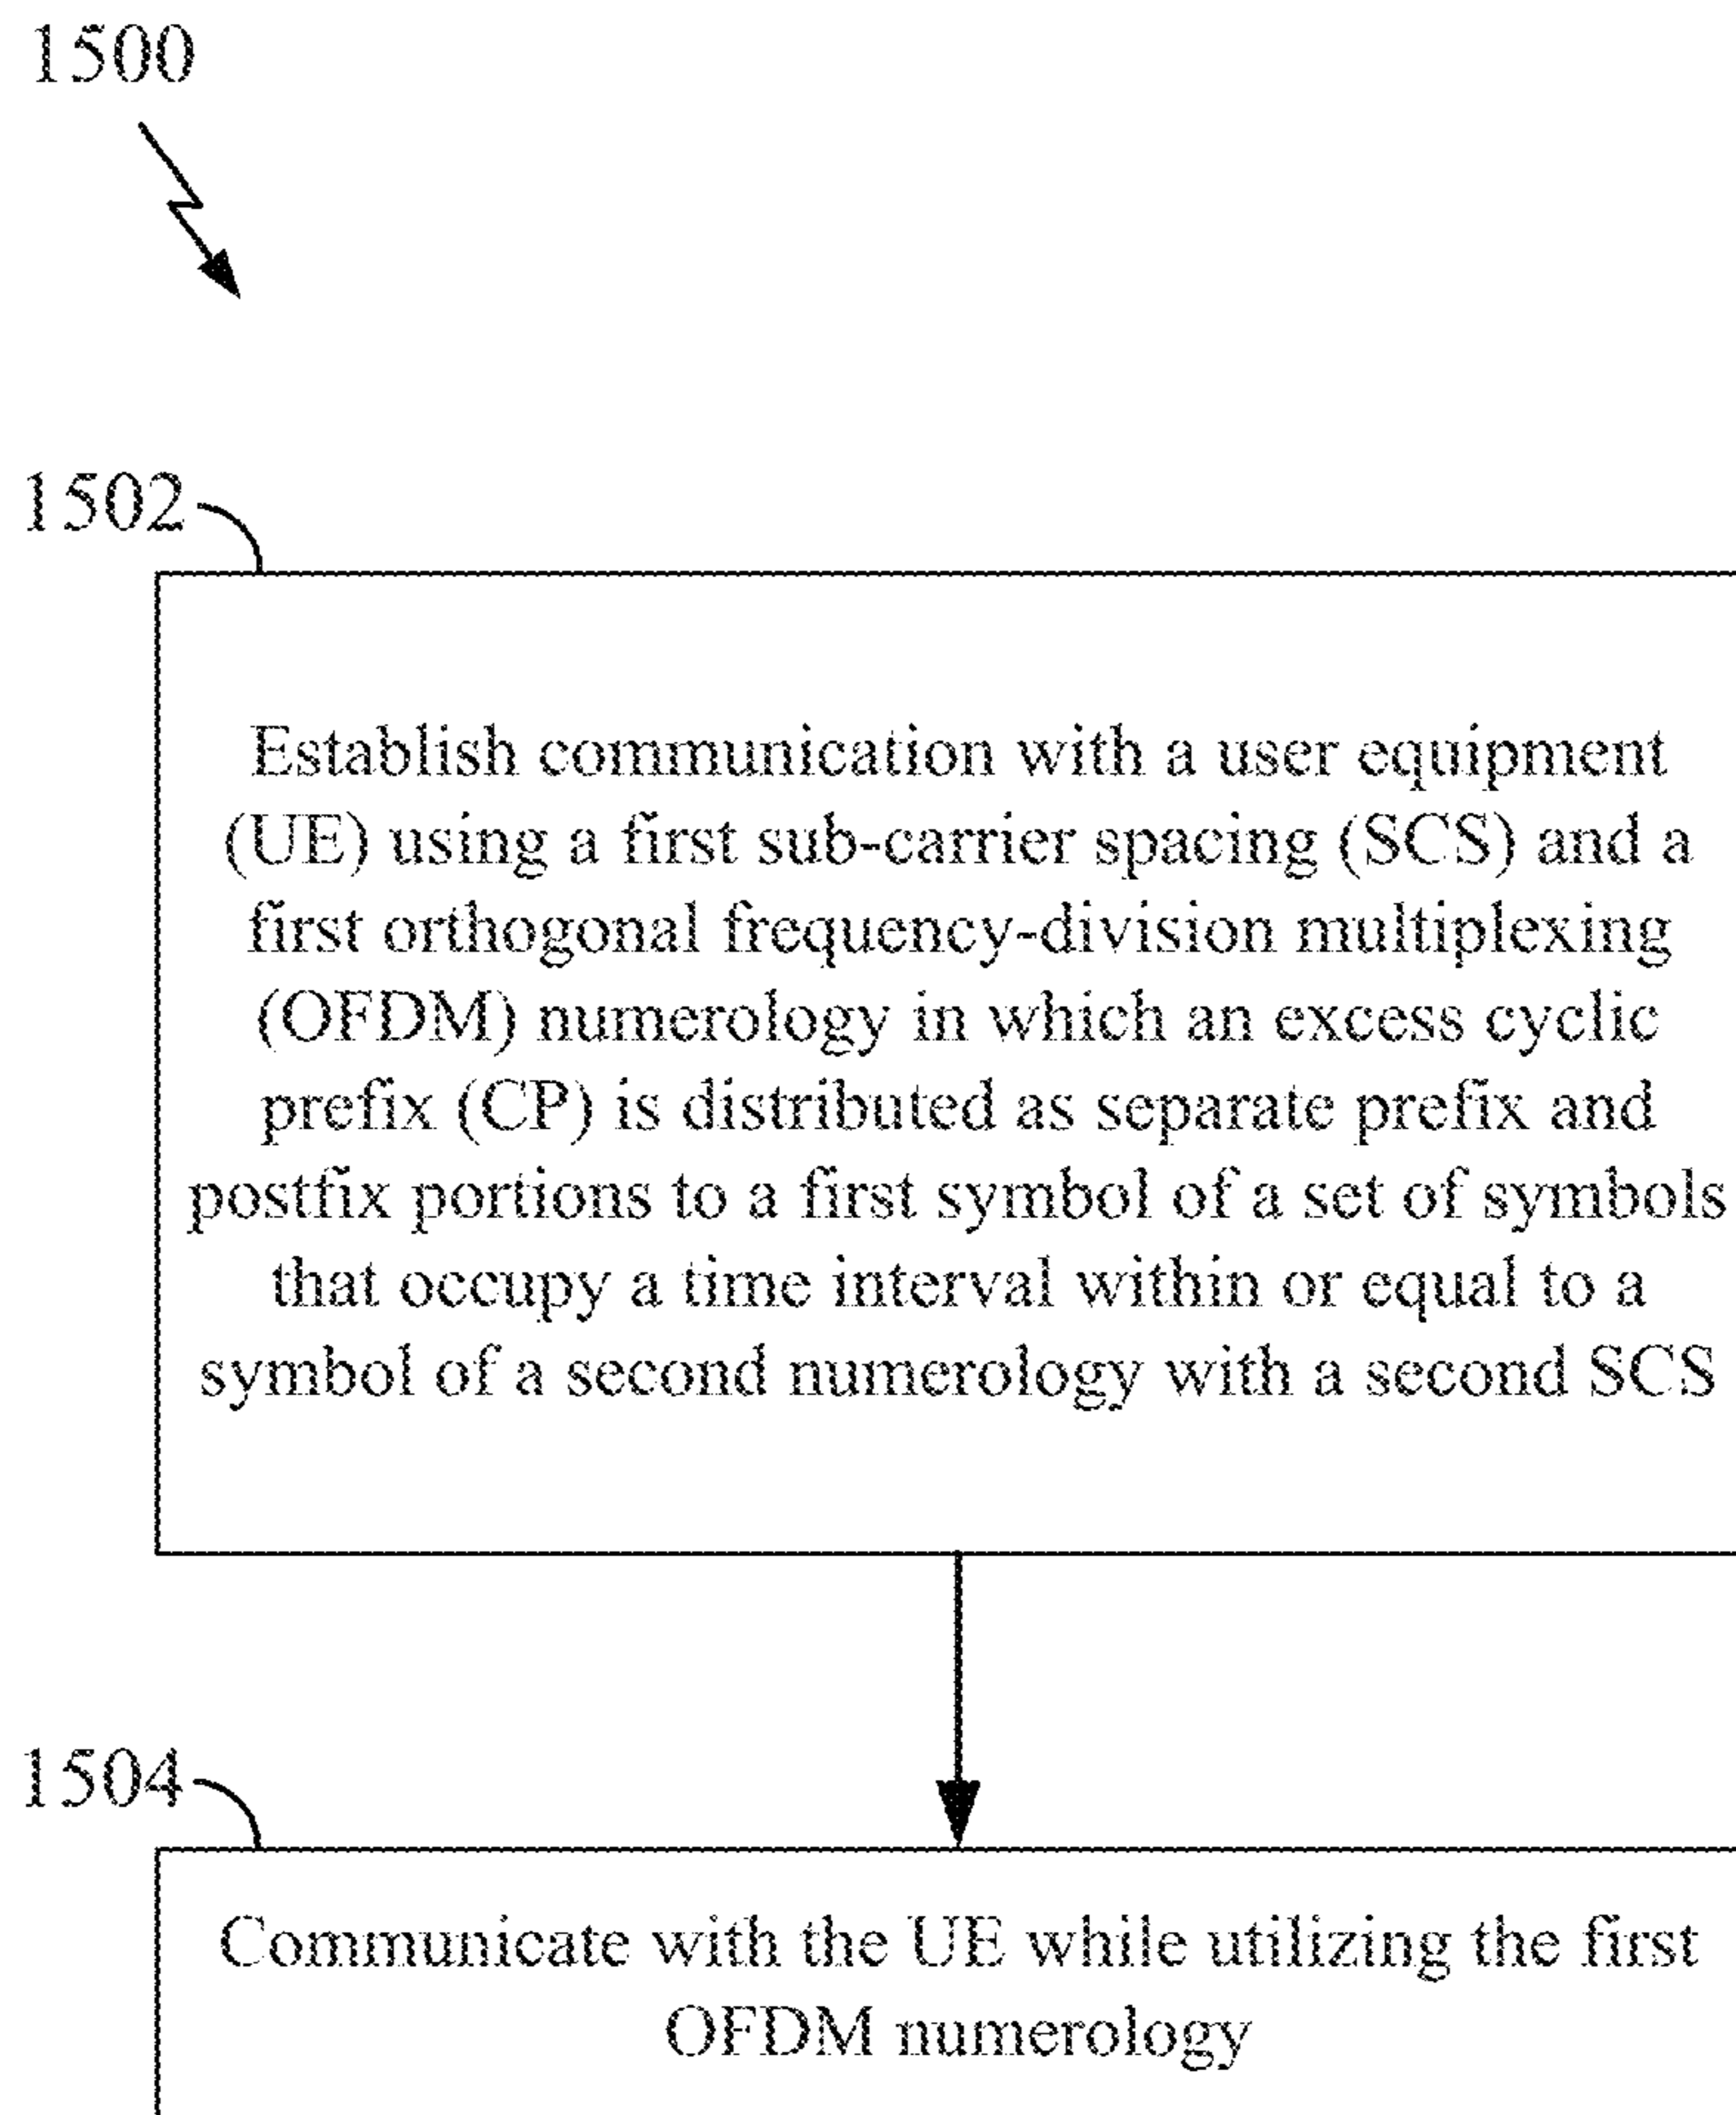 1500
1502
Establish communication with a user equipment
(UE) using a first sub-carrier spacing (SCS) and a
first orthogonal frequency-division multiplexing
(OFDM) numerology in which an excess cyclic
prefix (CP) is distributed as separate prefix and
postfix portions to a first symbol of a set of symbols
that occupy a time interval within or equal to a
symbol of a second numerology with a second SCS
1504
Communicate with the UE while utilizing the first
OFDM numerology